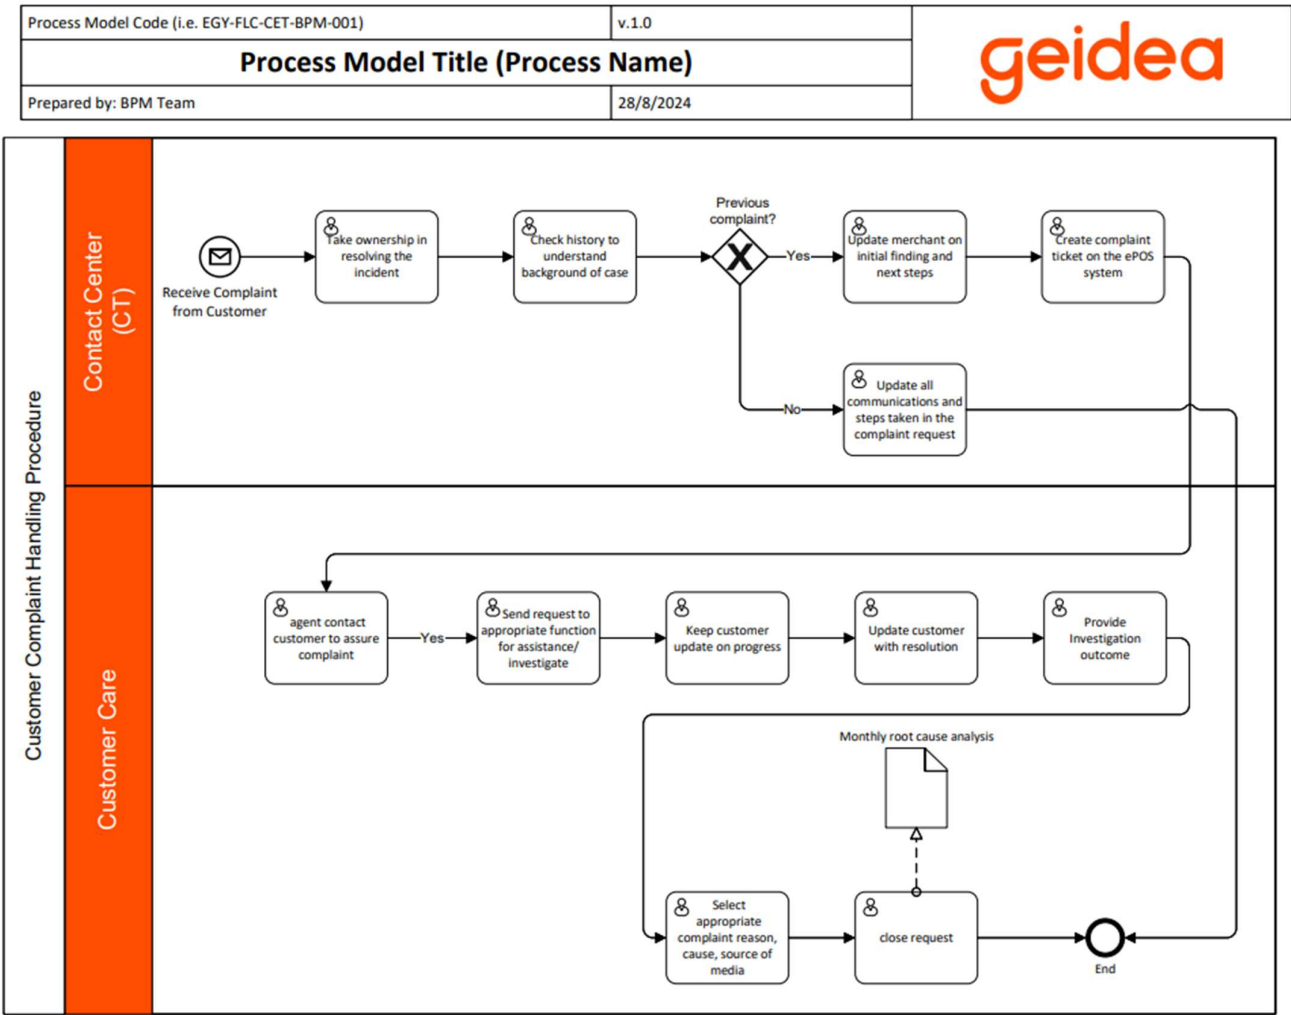 Process Model Code (i.e. EGY-FLC-CET-BPM-001)
v.1.0
Process Model Title (Process Name)
Prepared by: BPM Team
28/8/2024
geidea
Customer Complaint Handling Procedure
Contact Center
(CT)
Receive Complaint
from Customer
Take ownership in
resolving the
incident
Check history to
understand
background of case
Previous
complaint?
Yes
Update merchant on
initial finding and
next steps
Create complaint
ticket on the ePOS
system
No
Update all
communications and
steps taken in the
complaint request
Customer Care
agent contact
customer to assure
complaint
Yes
Send request to
appropriate function
for assistance/
investigate
Keep customer
update on progress
Update customer
with resolution
Provide
Investigation
outcome
Monthly root cause analysis
Select
appropriate
complaint reason,
cause, source of
media
close request
End